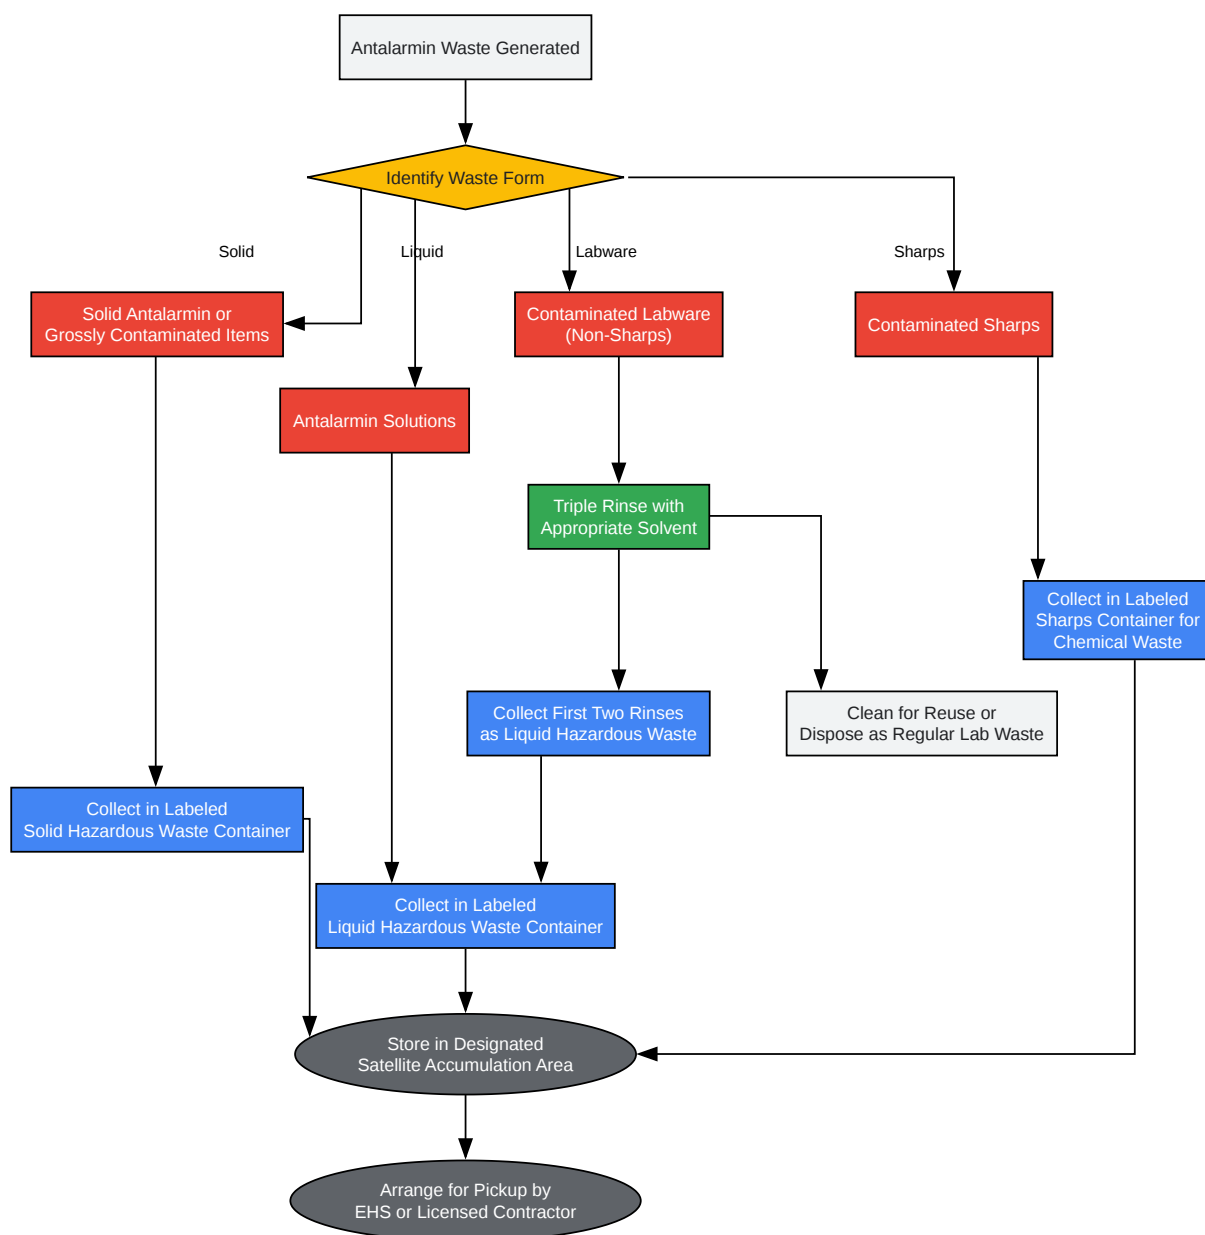 Antalarmin Waste Generated
Identify Waste Form
Solid
Liquid
Labware
Sharps
Solid Antalarmin or
Grossly Contaminated Items
Contaminated Labware
(Non-Sharps)
Contaminated Sharps
Antalarmin Solutions
Triple Rinse with
Appropriate Solvent
Collect in Labeled
Sharps Container for
Chemical Waste
Collect First Two Rinses
as Liquid Hazardous Waste
Clean for Reuse or
Dispose as Regular Lab Waste
Collect in Labeled
Solid Hazardous Waste Container
Collect in Labeled
Liquid Hazardous Waste Container
Store in Designated
Satellite Accumulation Area
Arrange for Pickup by
EHS or Licensed Contractor